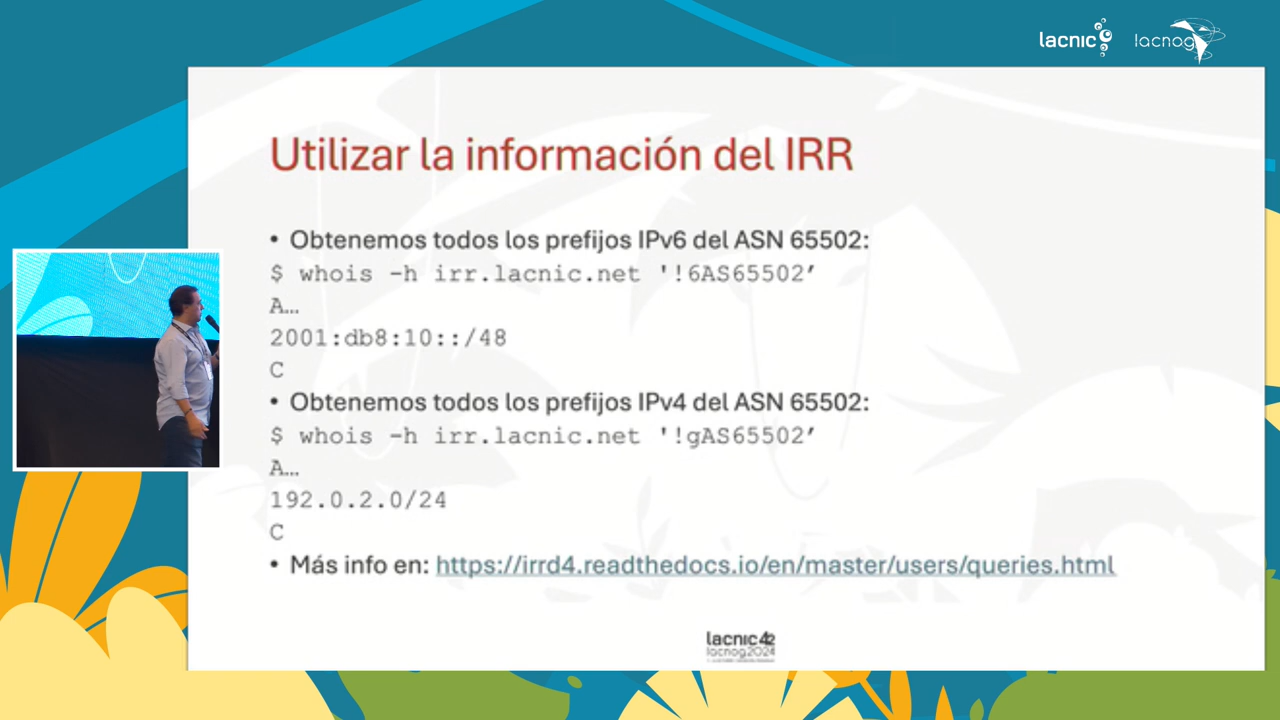 lacnic
lacnog
Utilizar la información del IRR
• Obtenemos todos los prefijos IPv6 del ASN 65502:
$ whois -h irr.lacnic.net '!6AS65502’
A…
2001:db8:10::/48
C
• Obtenemos todos los prefijos IPv4 del ASN 65502:
$ whois -h irr.lacnic.net '!gAS65502’
A…
192.0.2.0/24
C
• Más info en: https://irrd4.readthedocs.io/en/master/users/queries.html
lacnic42
lacnog2024